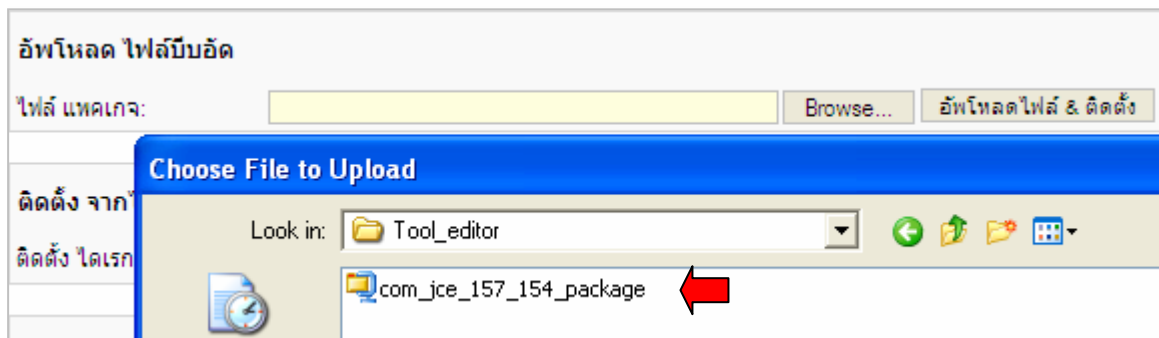 อัพโหลด ไฟล์บีบอัด
ไฟล์ แพคเกจ: Browse... อัพโหลดไฟล์ & ติดตั้ง
Choose File to Upload
ติดตั้ง จาก
Look in: Tool_editor
ติดตั้ง ไดเรก
com_jce_157_154_package